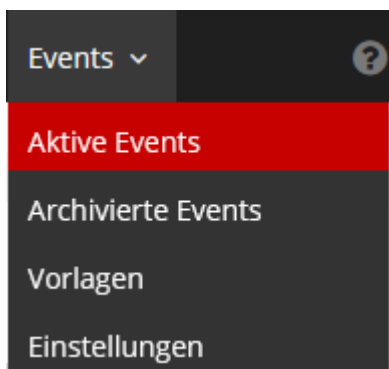 Events
Aktive Events
Archivierte Events
Vorlagen
Einstellungen